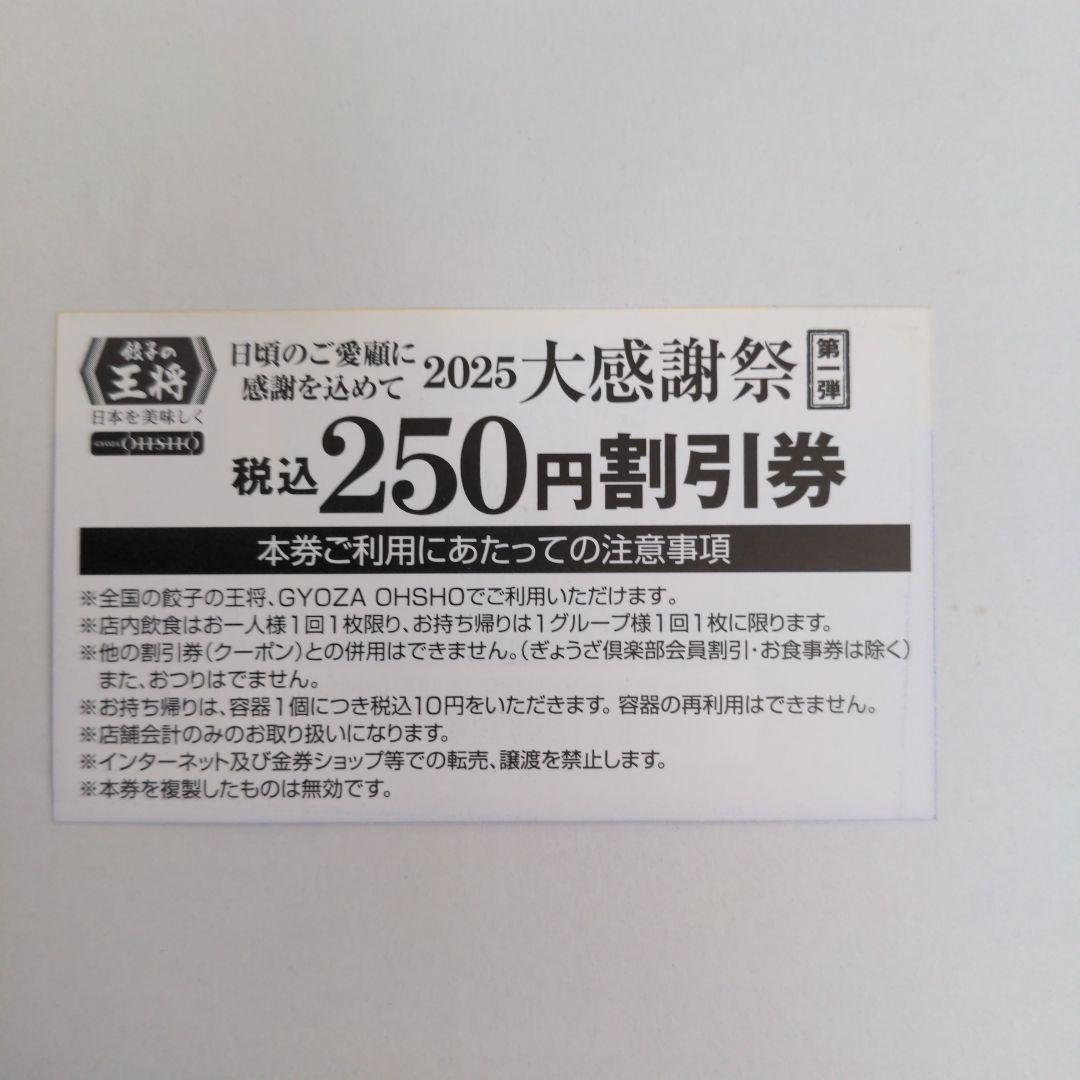 餃子の
王将
日本を美味しく
GYOZA OHSHO
日頃のご愛顧に
感謝を込めて
2025大感謝祭
第一弾
税込250円割引券
本券ご利用にあたっての注意事項
※全国の餃子の王将、GYOZA OHSHOでご利用いただけます。
※店内飲食はお一人様1回1枚限り、お持ち帰りは1グループ様1回1枚に限ります。
※他の割引券(クーポン)との併用はできません。(ぎょうざ倶楽部会員割引・お食事券は除く)
また、おつりはでません。
※お持ち帰りは、容器1個につき税込10円をいただきます。容器の再利用はできません。
※店舗会計のみのお取り扱いになります。
※インターネット及び金券ショップ等での転売、譲渡を禁止します。
※本券を複製したものは無効です。